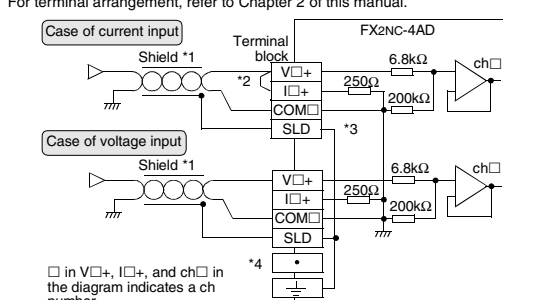 For terminal arrangement, refer to Chapter 2 of this manual.
Case of current input
FX2NC-4AD
Terminal
block
Shield *1
*2
V□+
I□+
COM□
SLD
250Ω
6.8kΩ
200kΩ
ch□
*3
Case of voltage input
Shield *1
V□+
I□+
COM□
SLD
250Ω
6.8kΩ
200kΩ
ch□
*4
□ in V□+, I□+, and ch□ in
the diagram indicates a ch